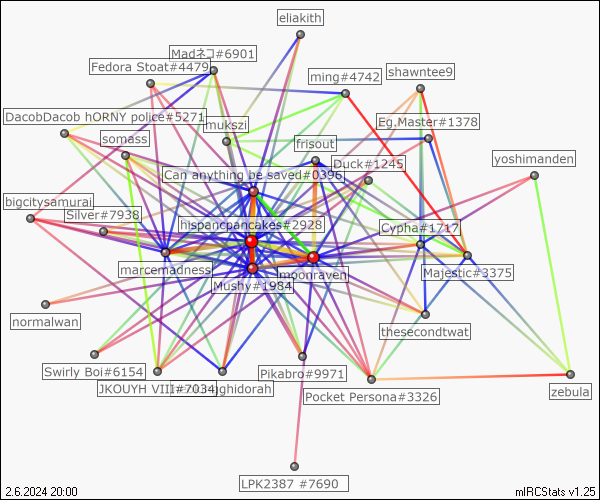 eliakith
Madネコ#6901
Fedora Stoat#4479
ming#4742
shawntee9
DacobDacob hORNY police#5271
mukszi
Eg.Master#1378
somass
frisout
Duck#1245
yoshimanden
Can anything be saved#0396
bigcitysamurai
Silver#7938
hispancpancakes#2928
Cypha#1717
marcemadness
moonraven
Majestic#3375
Mushy#1984
normalwan
thesecondtwat
Swirly Boi#6154
JKOUYH VIII#7034
jghidorah
Pikabro#9971
Pocket Persona#3326
zebula
LPK2387 #7690
2.6.2024 20:00
mIRCStats v1.25